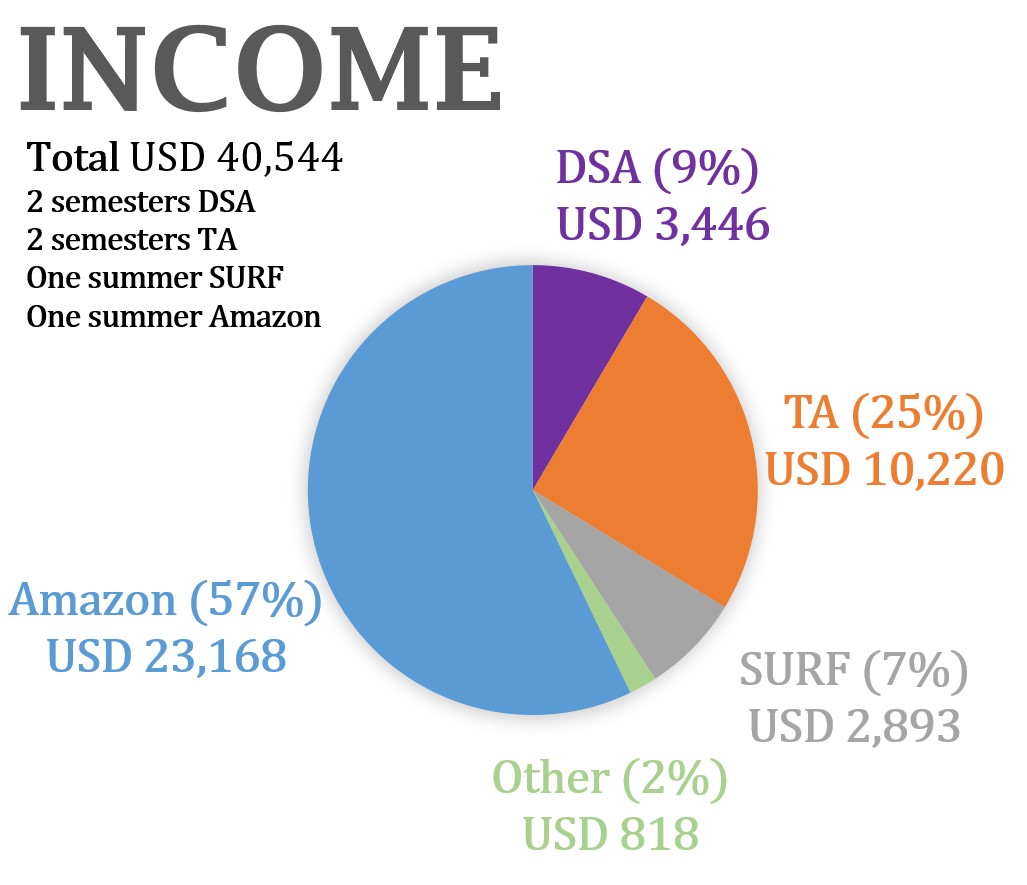 INCOME
Total USD 40,544
2 semesters DSA
2 semesters TA
One summer SURF
One summer Amazon
DSA (9%)
USD 3,446
TA (25%)
USD 10,220
Amazon (57%)
USD 23,168
SURF (7%)
USD 2,893
Other (2%)
USD 818